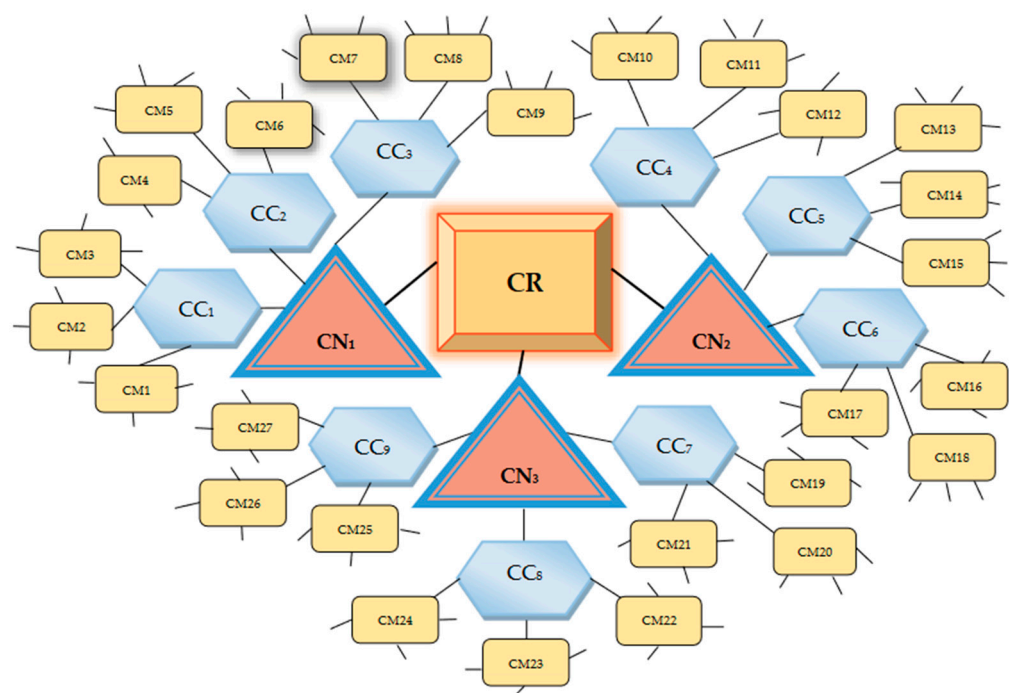 CM7
CM8
CM10
CM11
CM5
CM9
CM12
CM6
CM13
CC₃
CC₄
CM4
CM14
CC₂
CC₅
CM3
CM15
CR
CC₁
CM2
CC₆
CN₁
CN₂
CM1
CM16
CM17
CM27
CC₉
CC₇
CM18
CN₃
CM19
CM26
CM25
CM21
CM20
CC₈
CM24
CM22
CM23